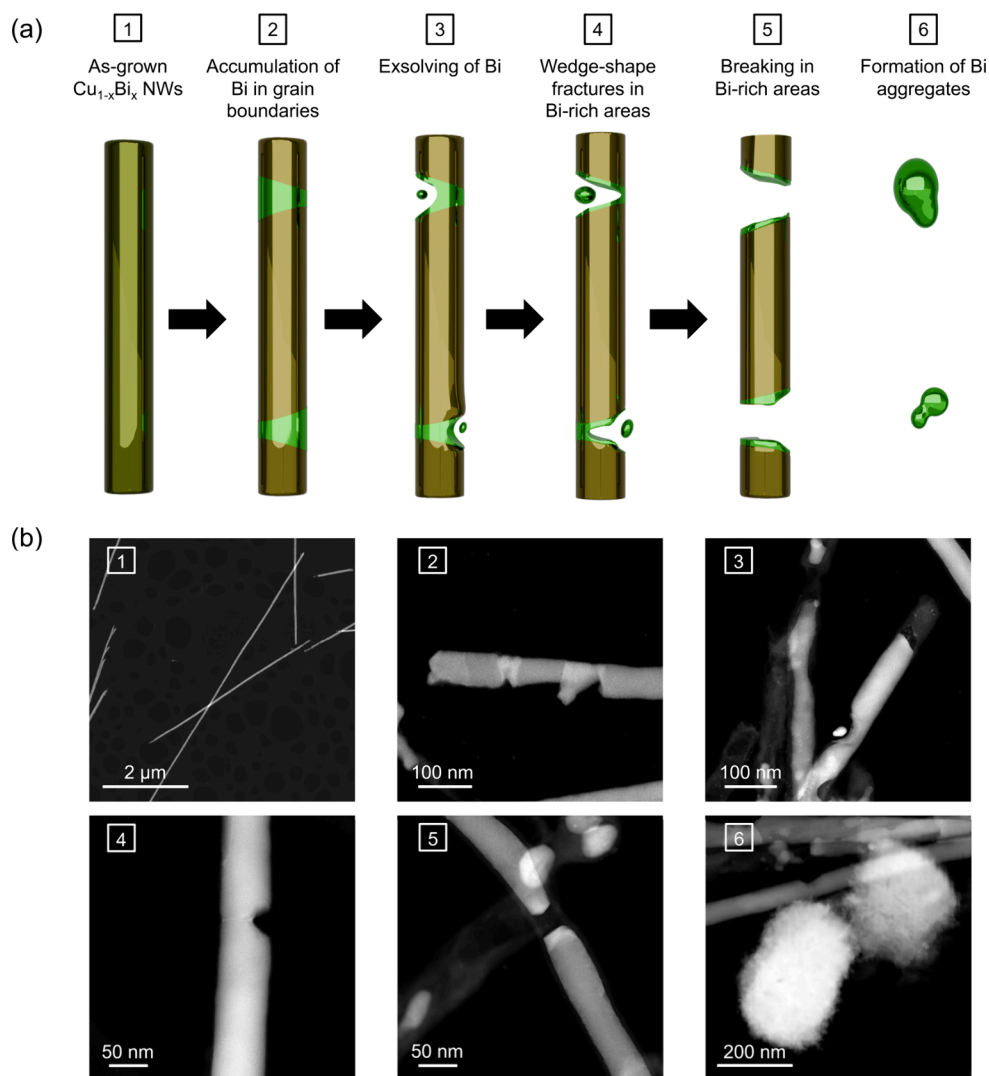 (a)
1
2
3
4
5
6
As-grown
Cu1-xBix NWs
Accumulation of
Bi in grain
boundaries
Exsolving of Bi
Wedge-shape
fractures in
Bi-rich areas
Breaking in
Bi-rich areas
Formation of Bi
aggregates
(b)
1
2 µm
2
100 nm
3
100 nm
4
50 nm
5
50 nm
6
200 nm